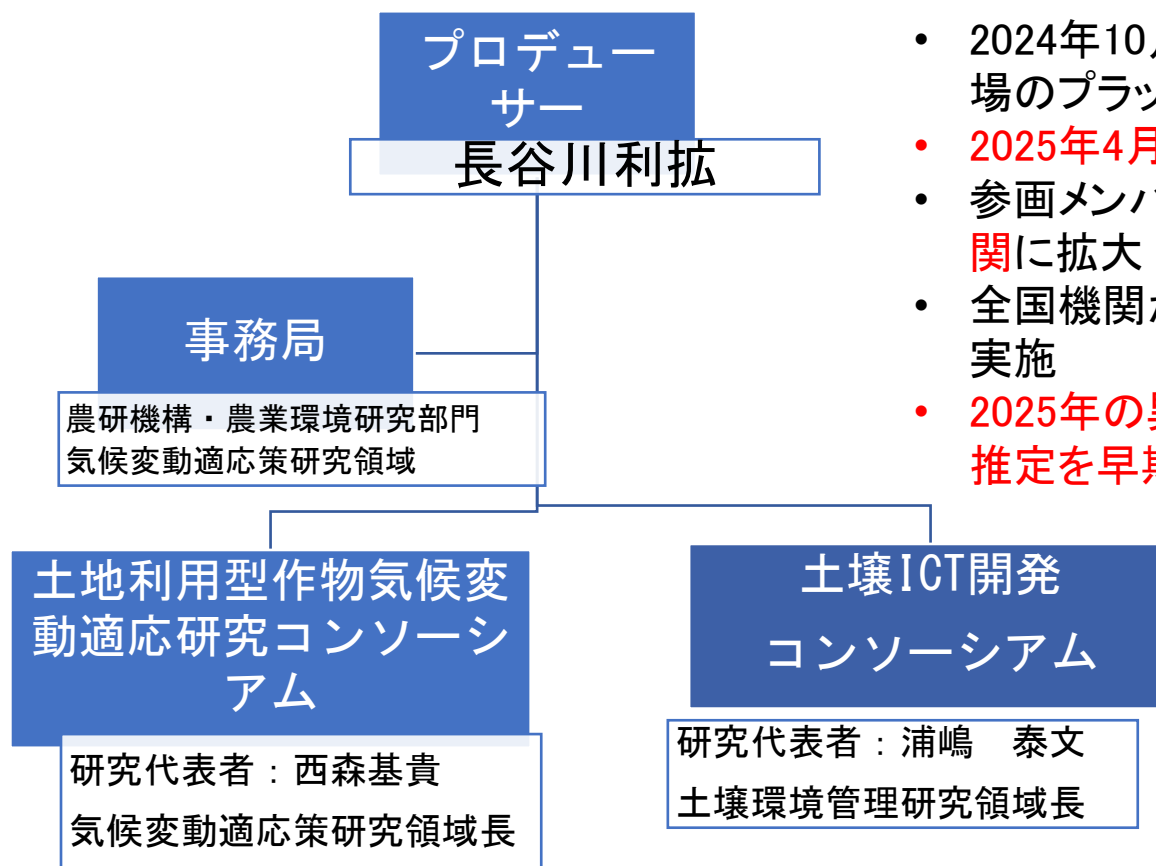 プロデュー
サー
長谷川利拡
事務局
農研機構・農業環境研究部門
気候変動適応策研究領域
土地利用型作物気候変
動適応研究コンソーシ
アム
研究代表者：西森基貴
気候変動適応策研究領域長
土壌ICT開発
コンソーシアム
研究代表者：浦嶋　泰文
土壌環境管理研究領域長
• 2024年10
場のプラッ
• 2025年4月
• 参画メンバ
関に拡大
• 全国機関
実施
• 2025年の
推定を早